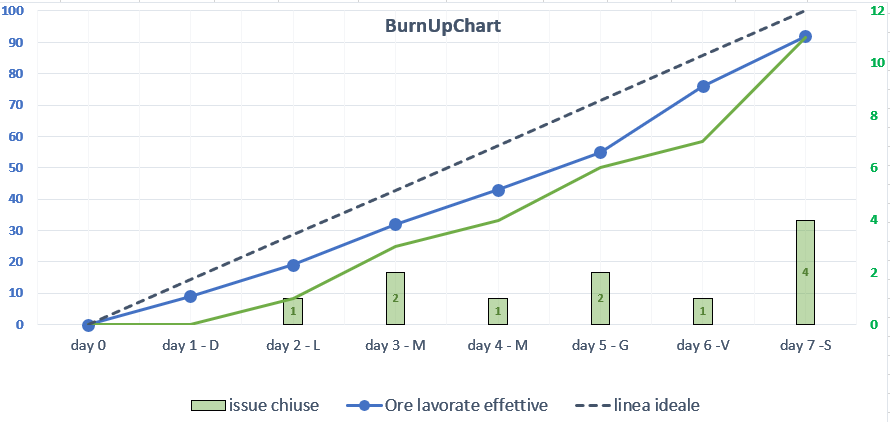 BurnUpChart
100
90
80
70
60
50
40
30
20
10
0
12
10
8
6
4
2
0
1
2
1
2
1
4
day 0
day 1 - D
day 2 - L
day 3 - M
day 4 - M
day 5 - G
day 6 -V
day 7 -S
issue chiuse
Ore lavorate effettive
linea ideale